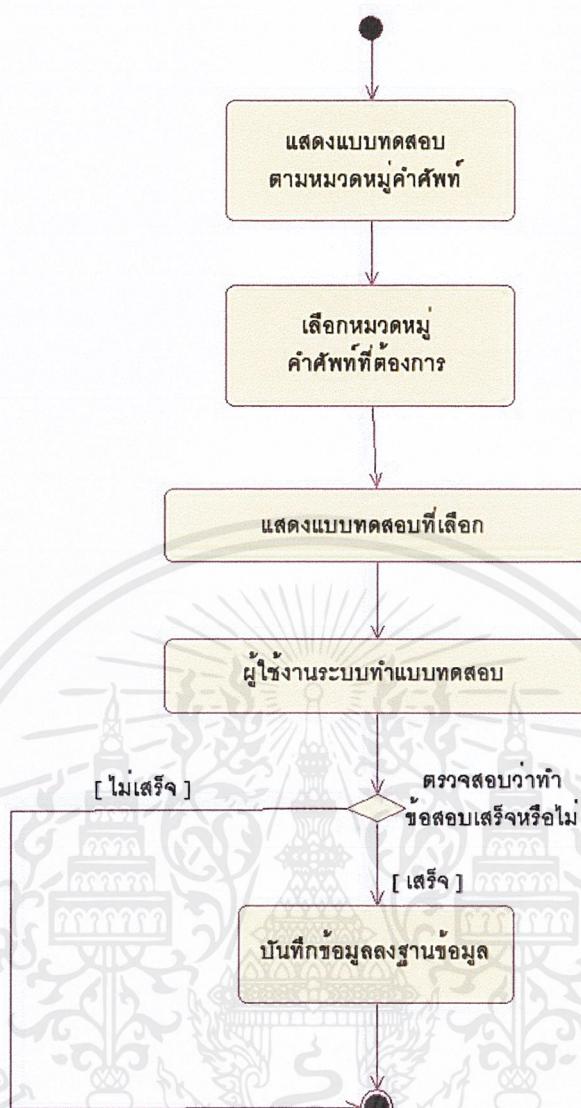 แสดงแบบทดสอบ
ตามหมวดหมู่คำศัพท์
เลือกหมวดหมู่
คำศัพท์ที่ต้องการ
แสดงแบบทดสอบที่เลือก
ผู้ใช้งานระบบทำแบบทดสอบ
[ ไม่เสร็จ ]
ตรวจสอบว่าทำ
ข้อสอบเสร็จหรือไม่
[ เสร็จ ]
บันทึกข้อมูลลงฐานข้อมูล